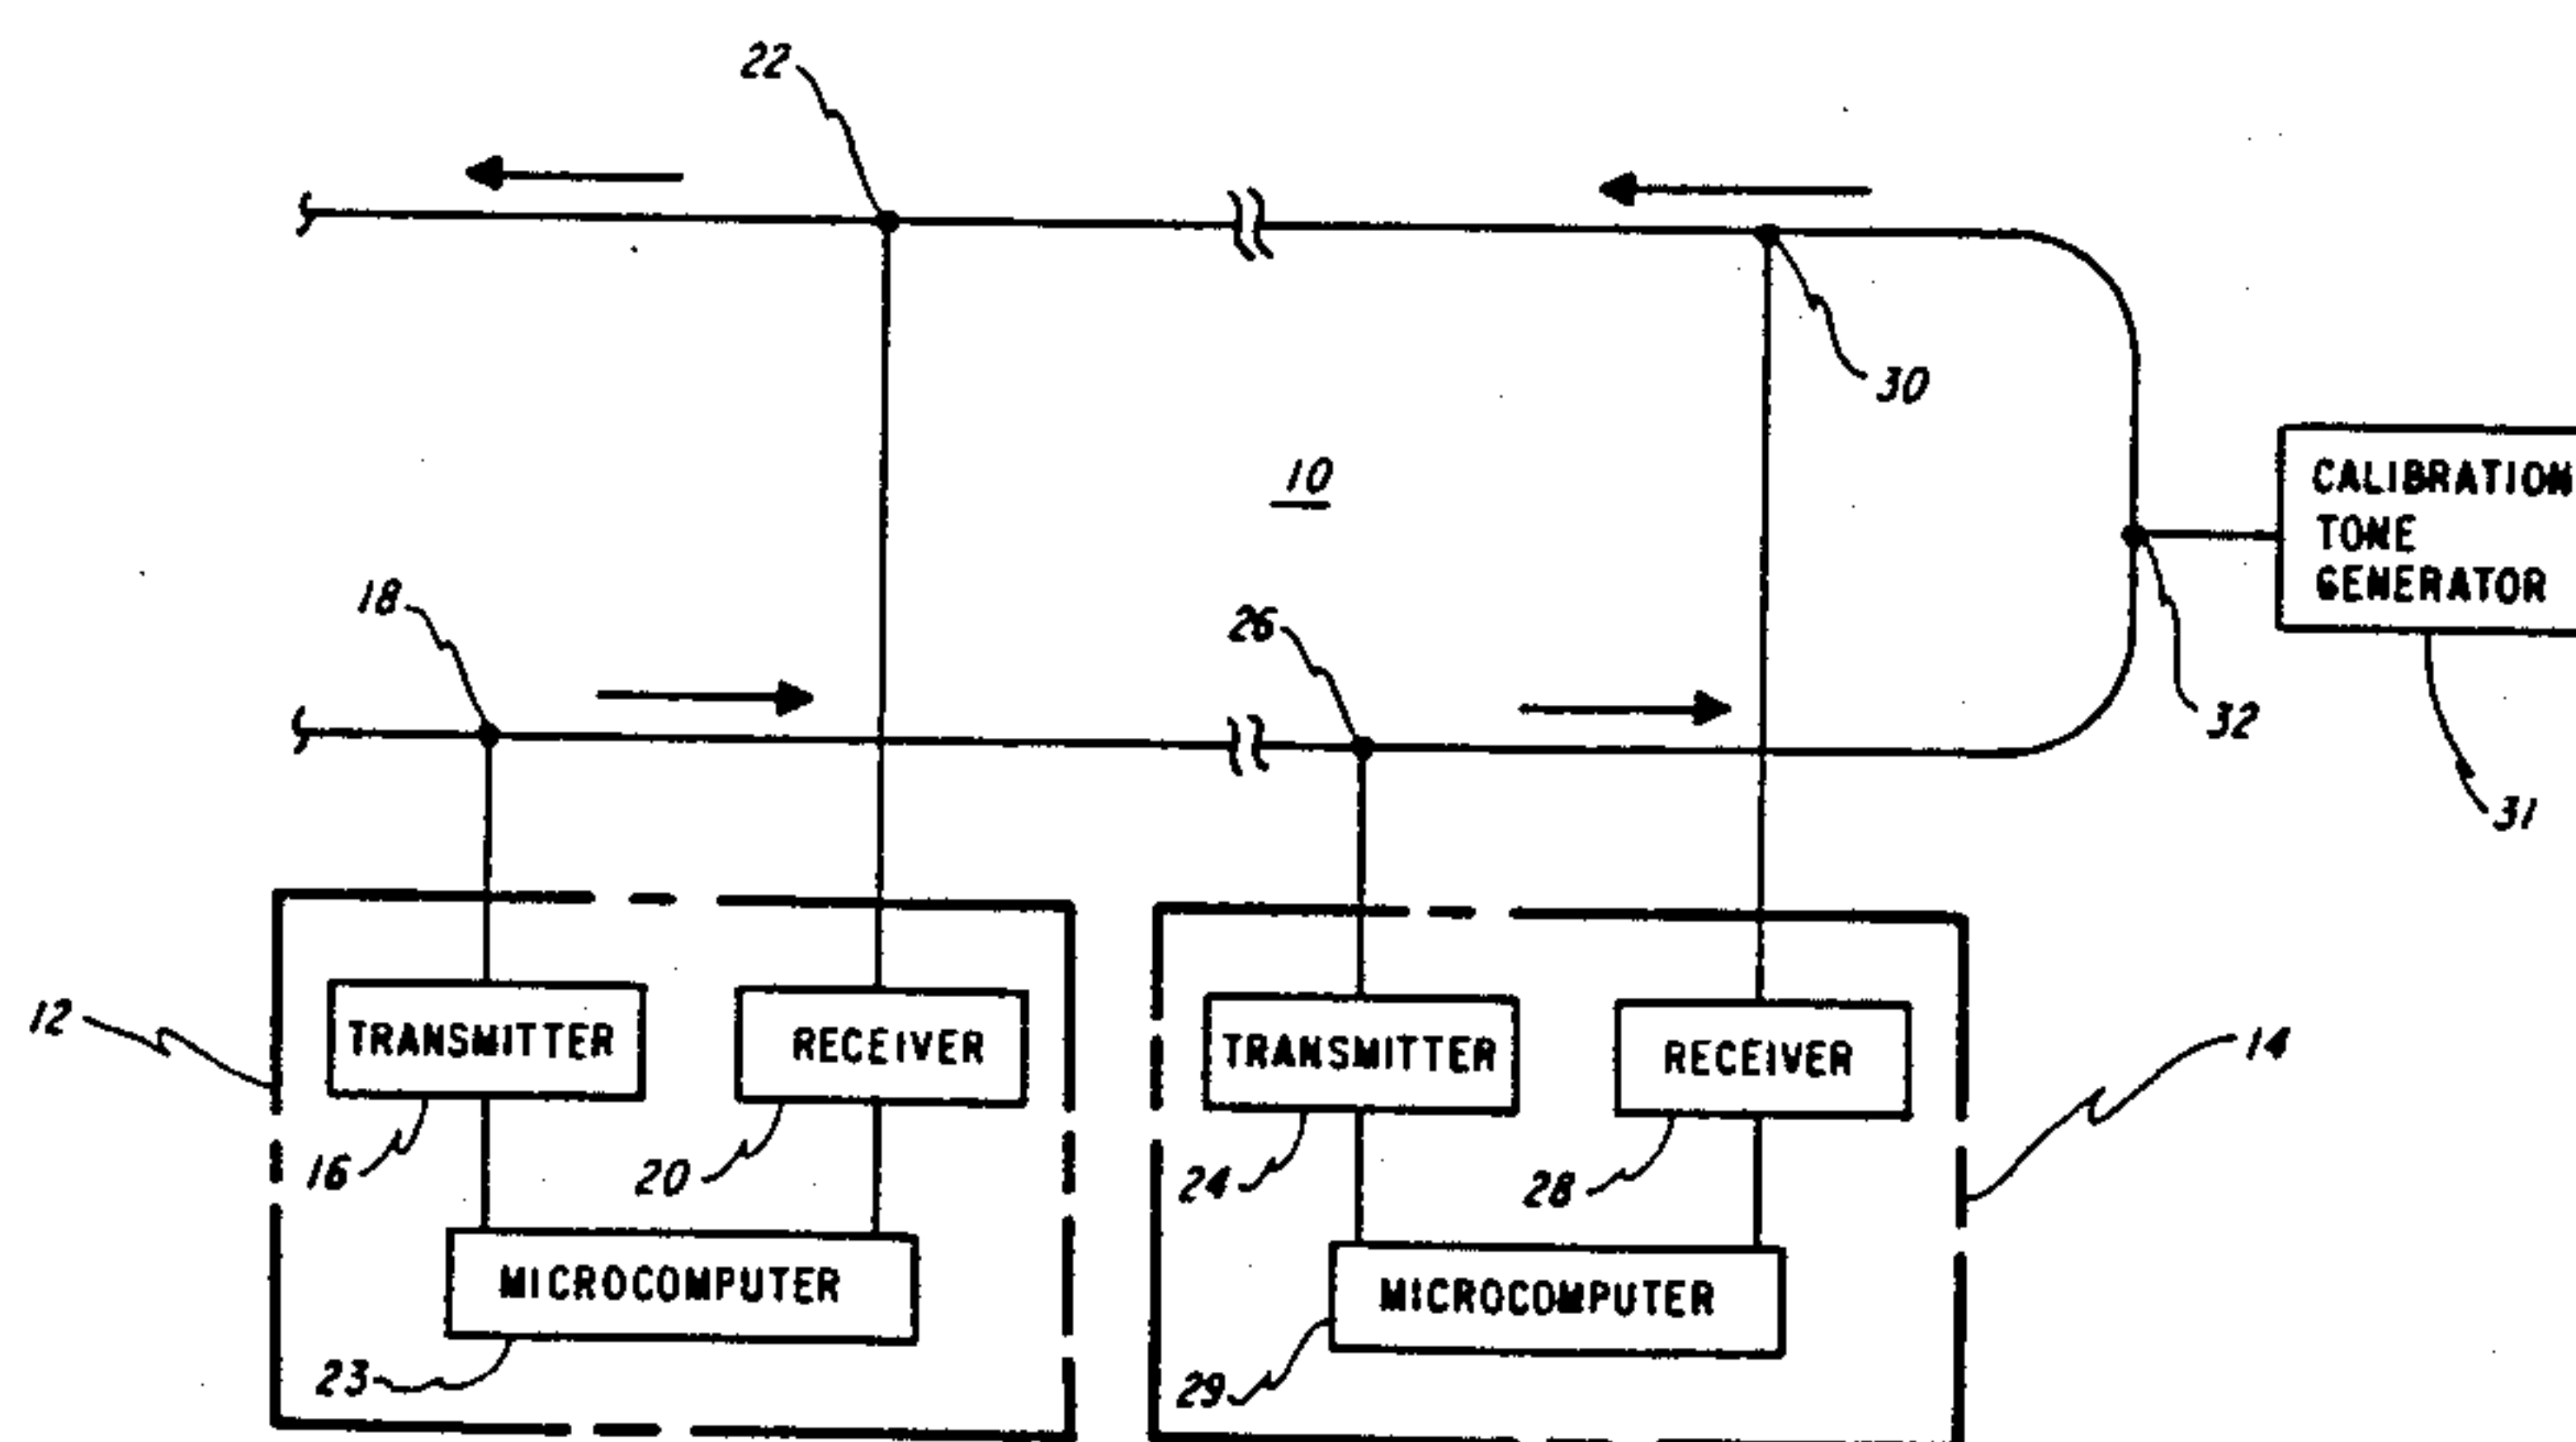 22
30
10
CALIBRATION
TONE
GENERATOR
18
26
32
31
12
TRANSMITTER
RECEIVER
TRANSMITTER
RECEIVER
14
16
20
24
28
MICROCOMPUTER
MICROCOMPUTER
23
29